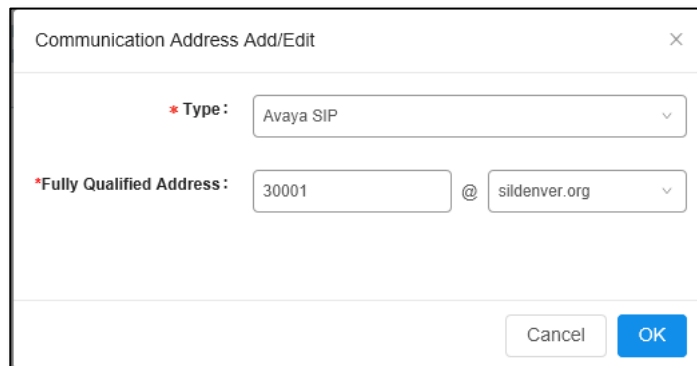 Communication Address Add/Edit
* Type: Avaya SIP
*Fully Qualified Address: 30001 @ sildenver.org
Cancel OK